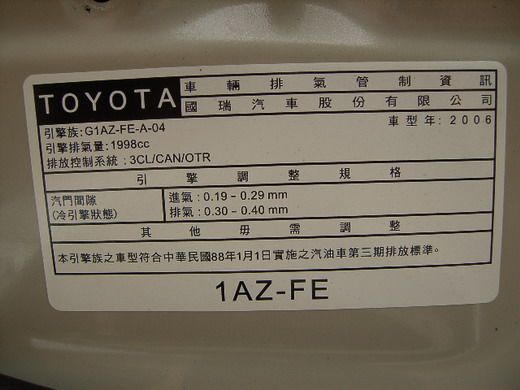 TOYOTA
車輛排氣管制資訊
國瑞汽車股份有限公司
引擎族:G1AZ-FE-A-04
車型年:2006
引擎排氣量:1998cc
排放控制系統:3CL/CAN/OTR
引擎調整規格
汽門間隙
(冷引擎狀態)
進氣:0.19-0.29 mm
排氣:0.30-0.40 mm
其他毋需調整
本引擎族之車型符合中華民國88年1月1日實施之汽油車第三期排放標準。
1AZ-FE